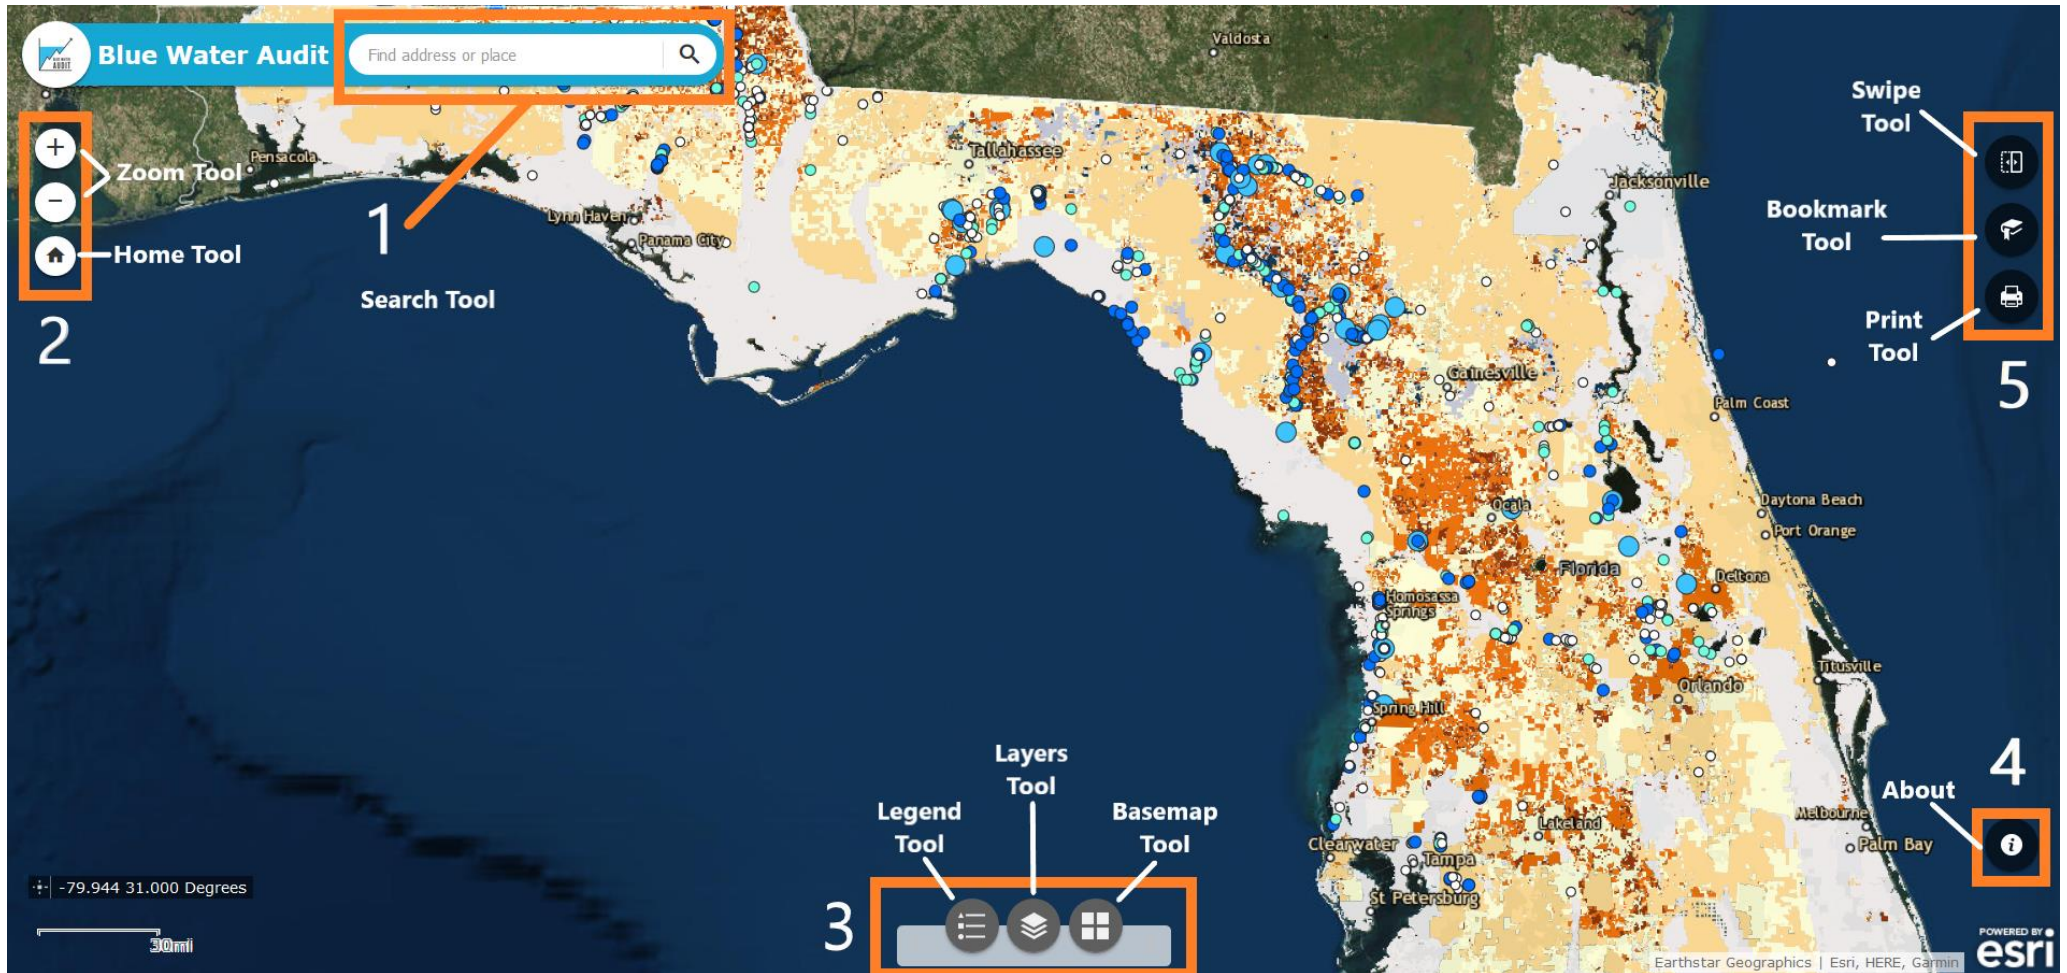 Blue Water Audit
Find address or place
Valdosta
Swipe
Tool
Zoom Tool
Pensacola
Tallahassee
Jacksonville
1
Lynn Haven
Panama City
Bookmark
Tool
Home Tool
Search Tool
2
Print
Tool
5
Gainesville
Palm Coast
Ocala
Daytona Beach
Port Orange
Florida
Deltona
Homosassa
Springs
Titusville
Orlando
Spring Hill
Layers
Tool
4
About
Legend
Tool
Basemap
Tool
Melbourne
Lakeland
Clearwater
Palm Bay
Tampa
-79.944 31.000 Degrees
St Petersburg
3
30mi
POWERED BY
esri
Earthstar Geographics | Esri, HERE, Garmin